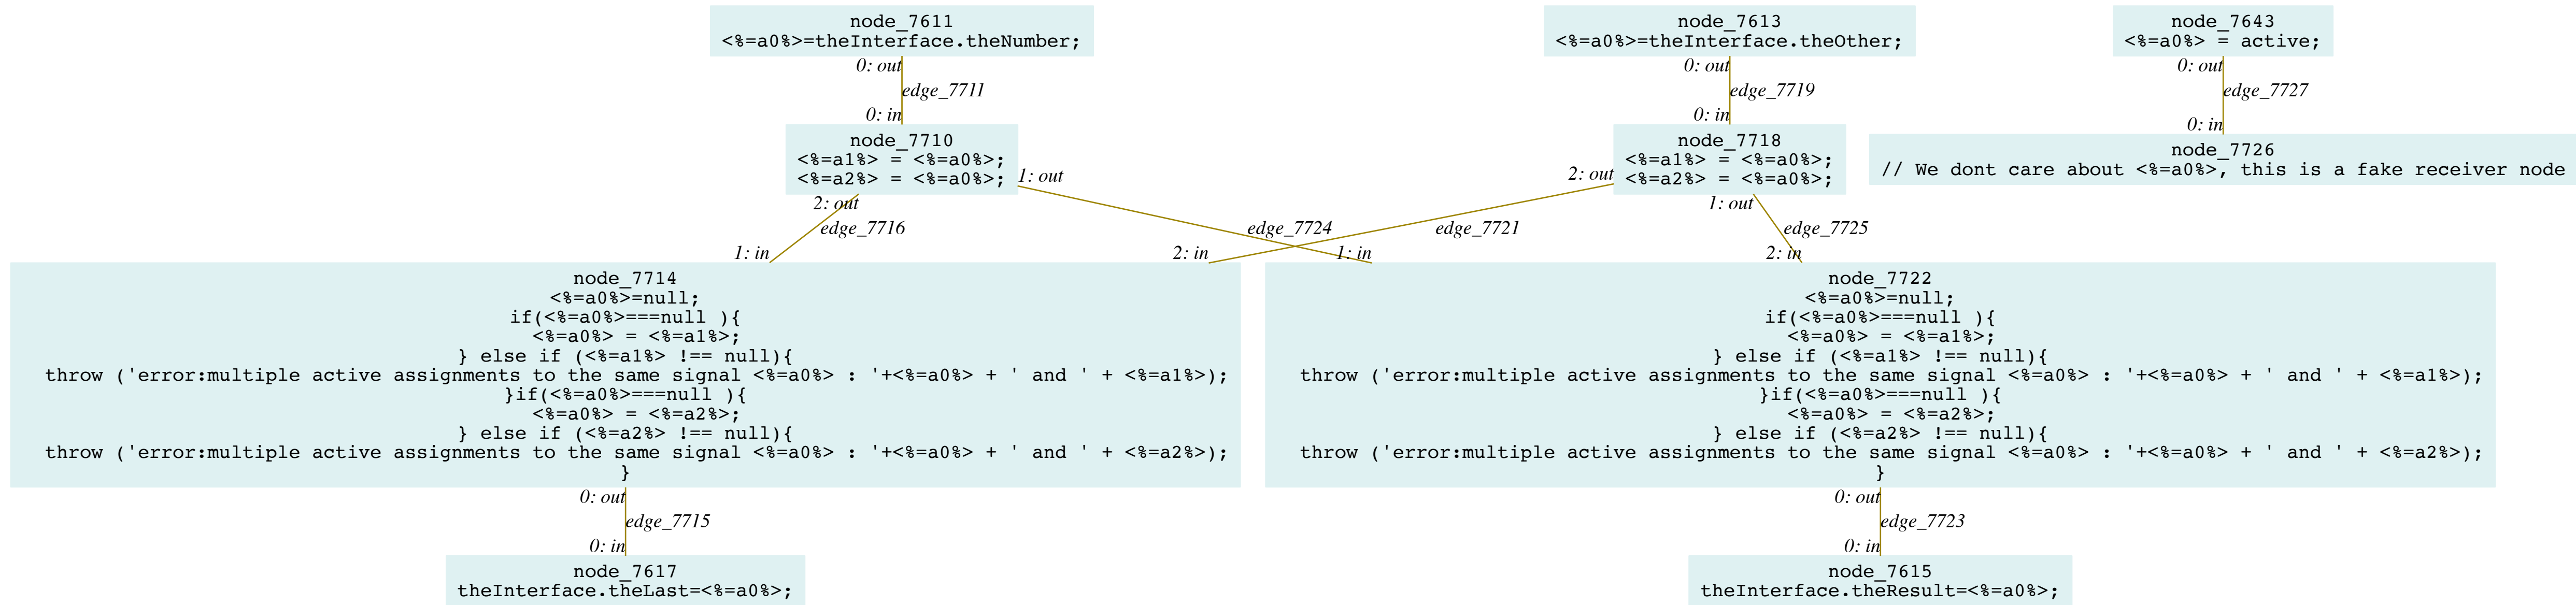 node_7611
<%=a0%>=theInterface.theNumber;
node_7613
<%=a0%>=theInterface.theOther;
node_7643
<%=a0%> = active;
0: out
edge_7711
0: in
0: out
edge_7719
0: in
0: out
edge_7727
0: in
node_7710
<%=a1%> = <%=a0%>;
<%=a2%> = <%=a0%>;
node_7718
<%=a1%> = <%=a0%>;
<%=a2%> = <%=a0%>;
node_7726
// We dont care about <%=a0%>, this is a fake receiver node
1: out
2: out
2: out
1: out
edge_7716
edge_7724
edge_7721
edge_7725
1: in
2: in
1: in
2: in
node_7714
<%=a0%>=null;
if(<%=a0%>===null ){
<%=a0%> = <%=a1%>;
} else if (<%=a1%> !== null){
throw ('error:multiple active assignments to the same signal <%=a0%> : '+<%=a0%> + ' and ' + <%=a1%>);
}if(<%=a0%>===null ){
<%=a0%> = <%=a2%>;
} else if (<%=a2%> !== null){
throw ('error:multiple active assignments to the same signal <%=a0%> : '+<%=a0%> + ' and ' + <%=a2%>);
}
node_7722
<%=a0%>=null;
if(<%=a0%>===null ){
<%=a0%> = <%=a1%>;
} else if (<%=a1%> !== null){
throw ('error:multiple active assignments to the same signal <%=a0%> : '+<%=a0%> + ' and ' + <%=a1%>);
}if(<%=a0%>===null ){
<%=a0%> = <%=a2%>;
} else if (<%=a2%> !== null){
throw ('error:multiple active assignments to the same signal <%=a0%> : '+<%=a0%> + ' and ' + <%=a2%>);
}
0: out
edge_7715
0: in
0: out
edge_7723
0: in
node_7617
theInterface.theLast=<%=a0%>;
node_7615
theInterface.theResult=<%=a0%>;